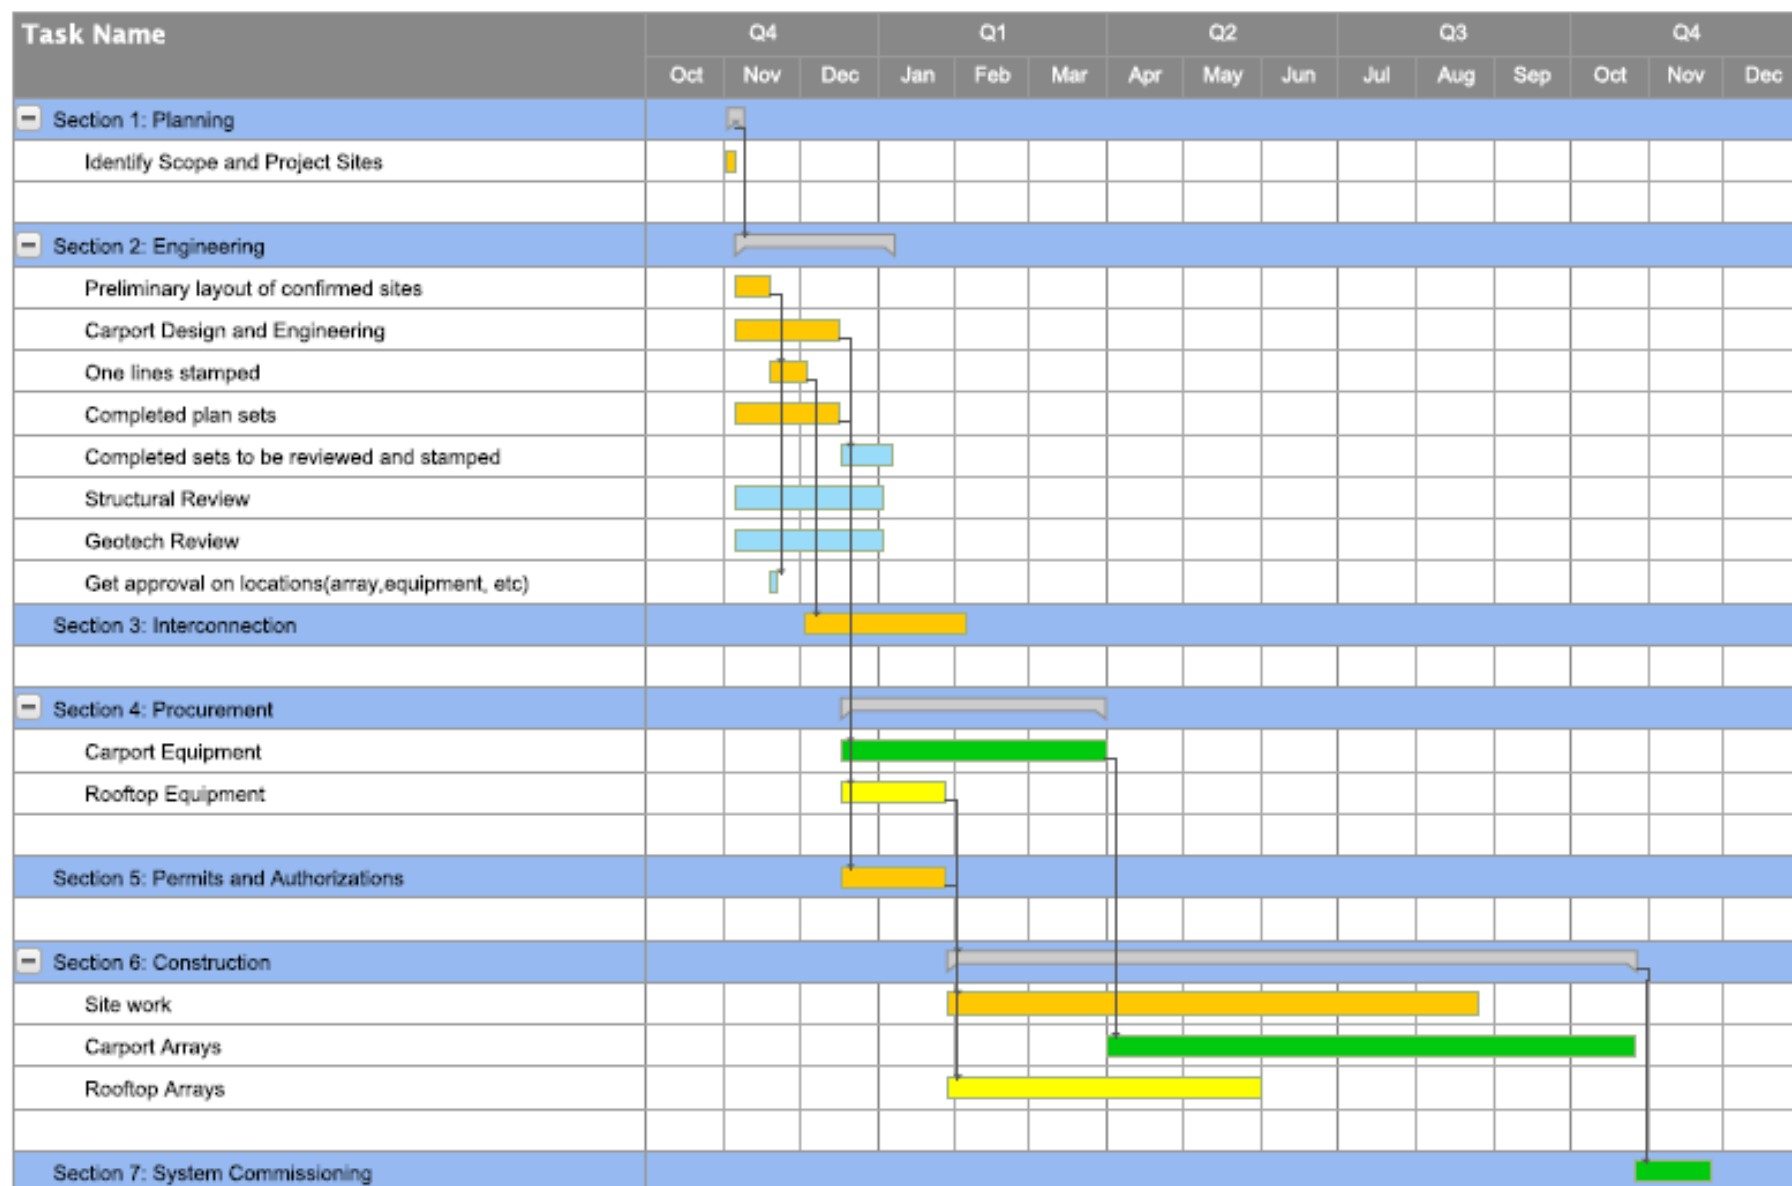 Task Name
Q4 Q1 Q2 Q3 Q4
Oct Nov Dec Jan Feb Mar Apr May Jun Jul Aug Sep Oct Nov Dec
Section 1: Planning
Identify Scope and Project Sites
Section 2: Engineering
Preliminary layout of confirmed sites
Carport Design and Engineering
One lines stamped
Completed plan sets
Completed sets to be reviewed and stamped
Structural Review
Geotech Review
Get approval on locations(array,equipment, etc)
Section 3: Interconnection
Section 4: Procurement
Carport Equipment
Rooftop Equipment
Section 5: Permits and Authorizations
Section 6: Construction
Site work
Carport Arrays
Rooftop Arrays
Section 7: System Commissioning